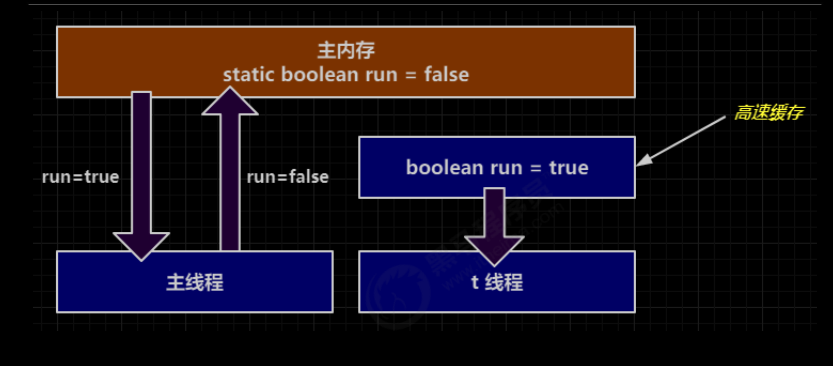 主内存
static boolean run = false
高速缓存
boolean run = true
run=true
run=false
主线程
t 线程